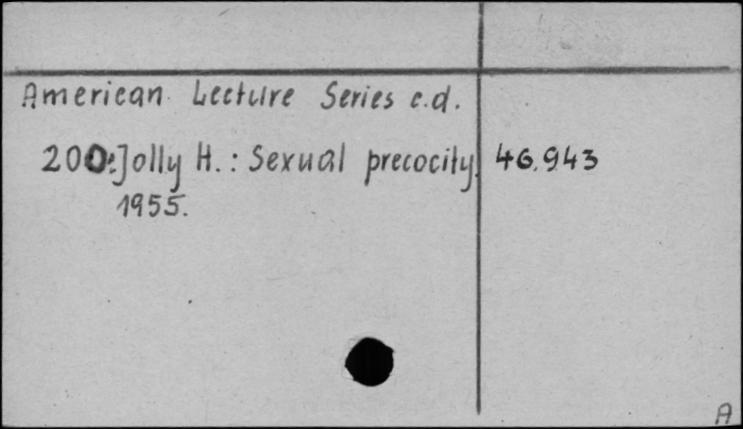 American Lecture Series c.d.
200: Jolly H.: Sexual precocity. 46.943
1955.
A